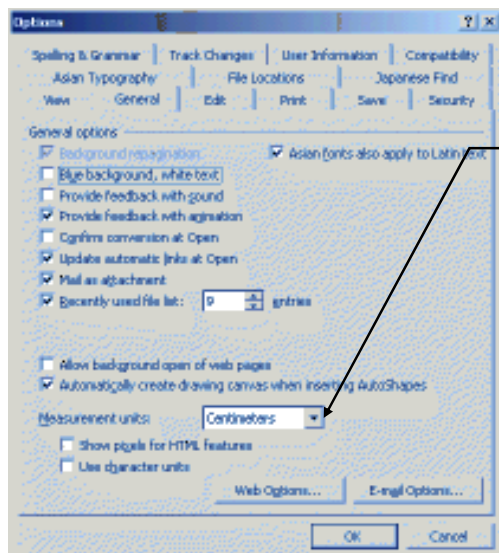 Options
Spelling & Grammar Track Changes User Information Compatibility
Asian Typography File Locations Japanese Find
View General Edit Print Save Security
General options
Background repagination Asian fonts also apply to Latin text
Blue background, white text
Provide feedback with sound
Provide feedback with animation
Confirm conversion at Open
Update automatic links at Open
Mail as attachment
Recently used file list: 9 entries
Allow background open of web pages
Automatically create drawing canvas when inserting AutoShapes
Measurement units: Centimeters
Show pixels for HTML features
Use character units
Web Options... E-mail Options...
OK Cancel